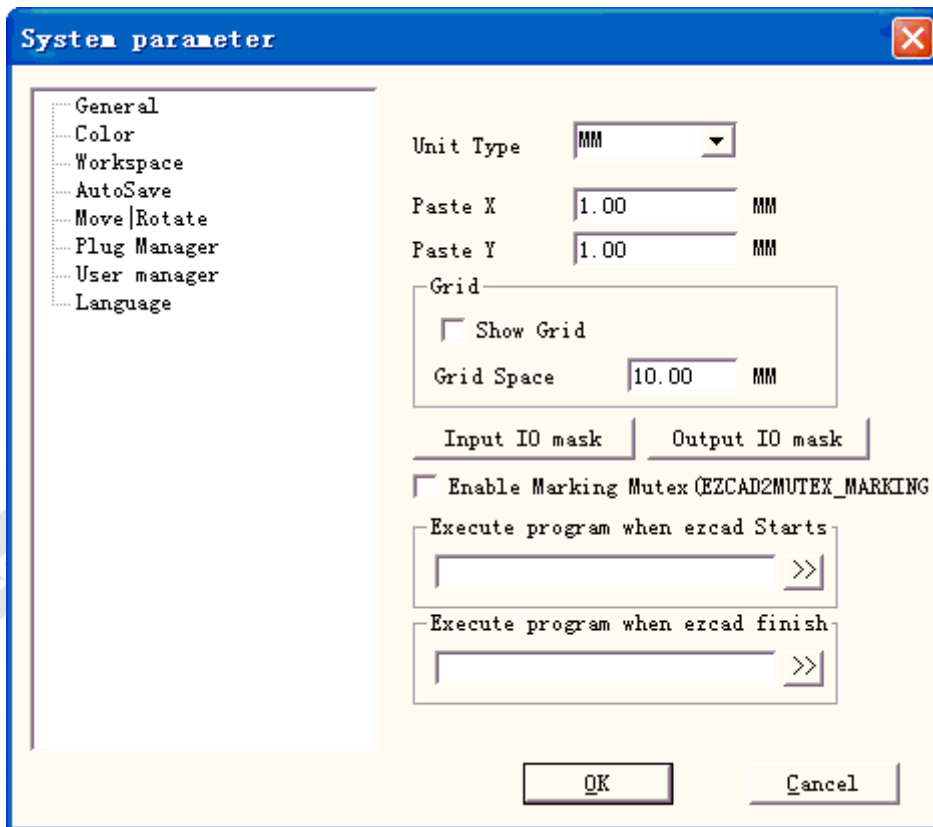 System parameter
General
Color
Workspace
AutoSave
Move|Rotate
Plug Manager
User manager
Language
Unit Type MM
Paste X 1.00 MM
Paste Y 1.00 MM
Grid
Show Grid
Grid Space 10.00 MM
Input IO mask Output IO mask
Enable Marking Mutex(EZCAD2MUTEX_MARKING
Execute program when ezcad Starts
>>
Execute program when ezcad finish
>>
OK Cancel